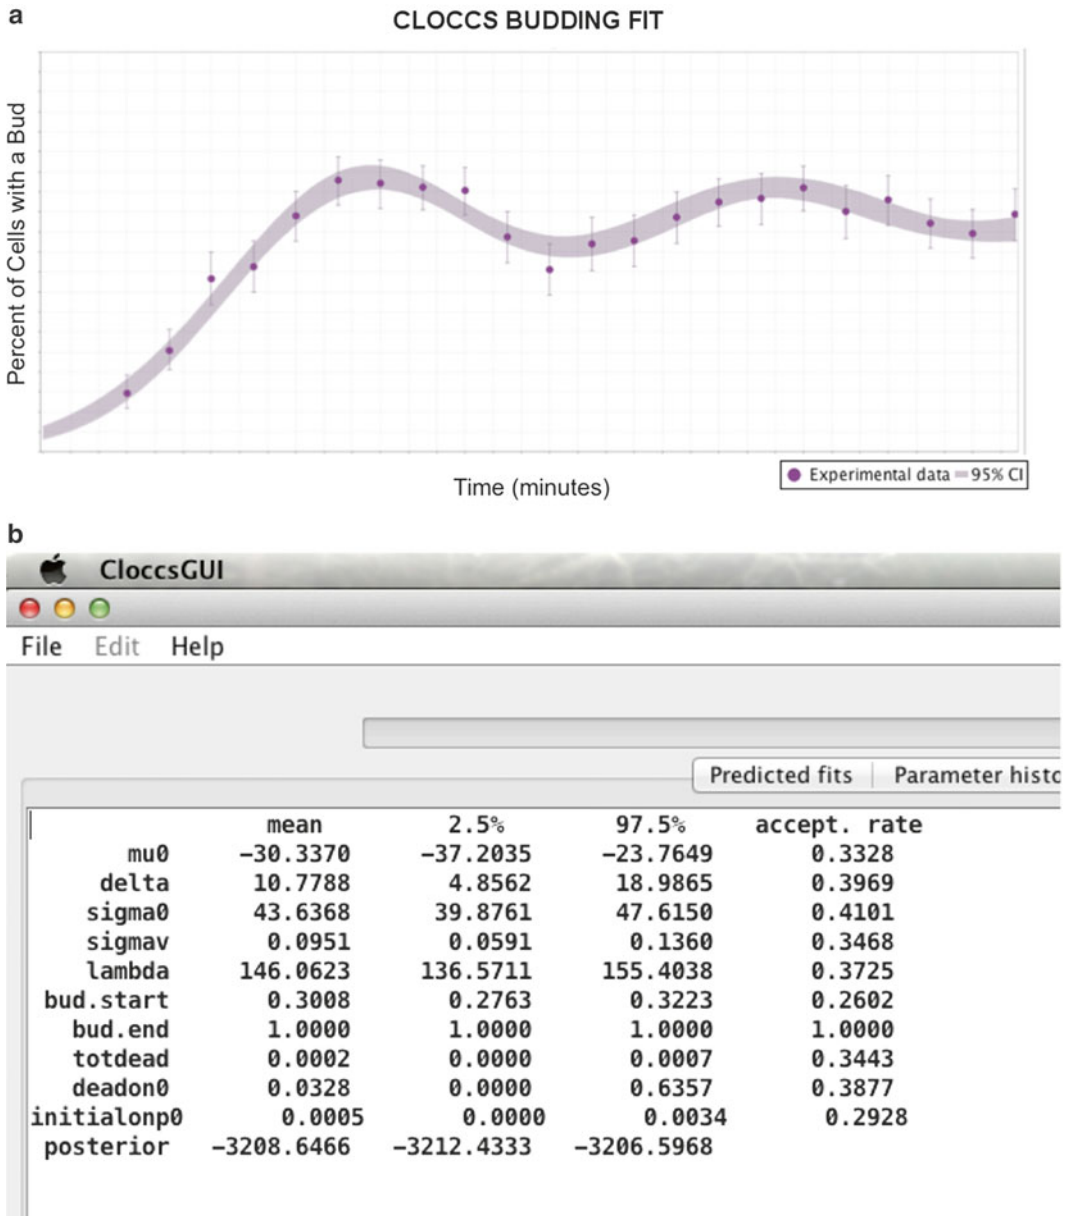 a
CLOCCS BUDDING FIT
Percent of Cells with a Bud
Time (minutes)
Experimental data 95% CI
b
CloccsGUI
File Edit Help
Predicted fits Parameter histo
mean 2.5% 97.5% accept. rate
mu0 −30.3370 −37.2035 −23.7649 0.3328
delta 10.7788 4.8562 18.9865 0.3969
sigma0 43.6368 39.8761 47.6150 0.4101
sigmav 0.0951 0.0591 0.1360 0.3468
lambda 146.0623 136.5711 155.4038 0.3725
bud.start 0.3008 0.2763 0.3223 0.2602
bud.end 1.0000 1.0000 1.0000 1.0000
totdead 0.0002 0.0000 0.0007 0.3443
deadon0 0.0328 0.0000 0.6357 0.3877
initialonp0 0.0005 0.0000 0.0034 0.2928
posterior −3208.6466 −3212.4333 −3206.5968